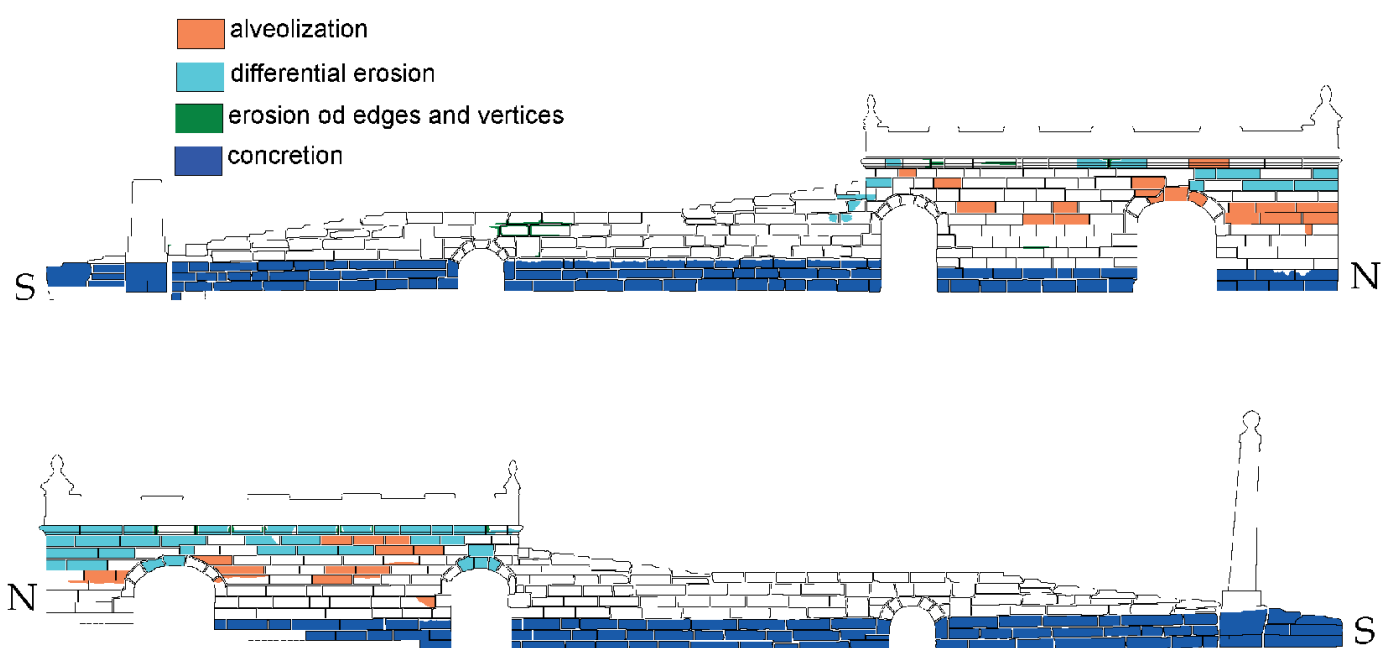 alveolization
differential erosion
erosion od edges and vertices
concretion
S
N
N
S